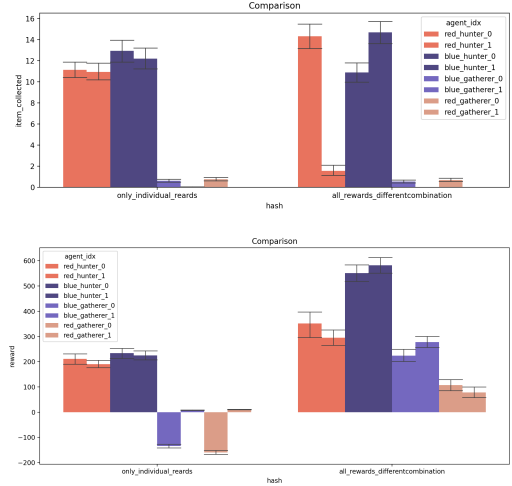 Comparison
16
14
12
10
8
6
4
2
0
item_collected
agent_idx
red_hunter_0
red_hunter_1
blue_hunter_0
blue_hunter_1
blue_gatherer_0
blue_gatherer_1
red_gatherer_0
red_gatherer_1
only_individual_reards
all_rewards_differentcombination
hash
Comparison
600
500
400
300
200
100
0
−100
−200
reward
agent_idx
red_hunter_0
red_hunter_1
blue_hunter_0
blue_hunter_1
blue_gatherer_0
blue_gatherer_1
red_gatherer_0
red_gatherer_1
only_individual_reards
all_rewards_differentcombination
hash